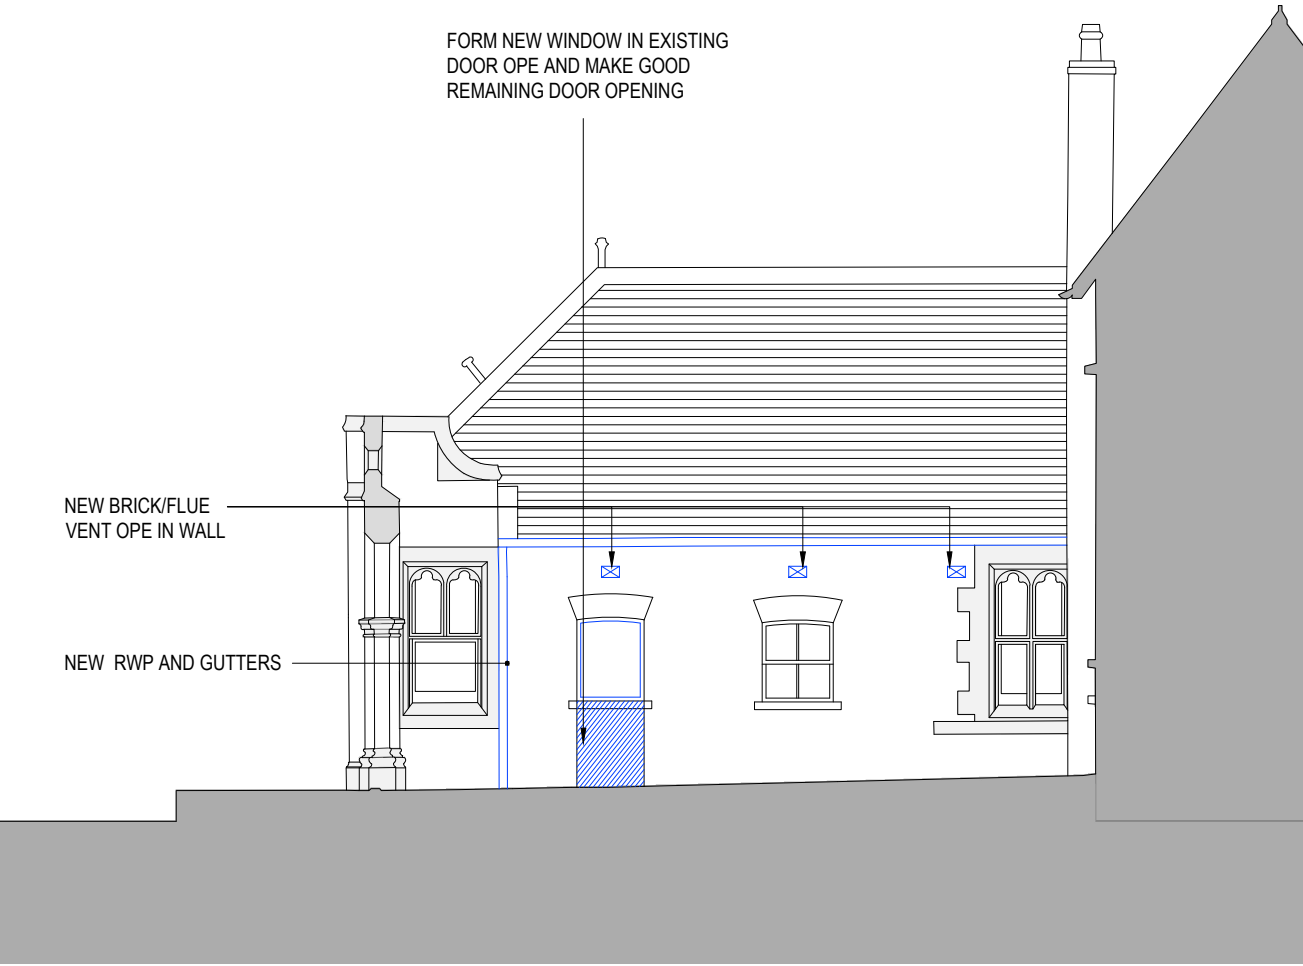 FORM NEW WINDOW IN EXISTING
DOOR OPE AND MAKE GOOD
REMAINING DOOR OPENING
NEW BRICK/FLUE
VENT OPE IN WALL
NEW RWP AND GUTTERS